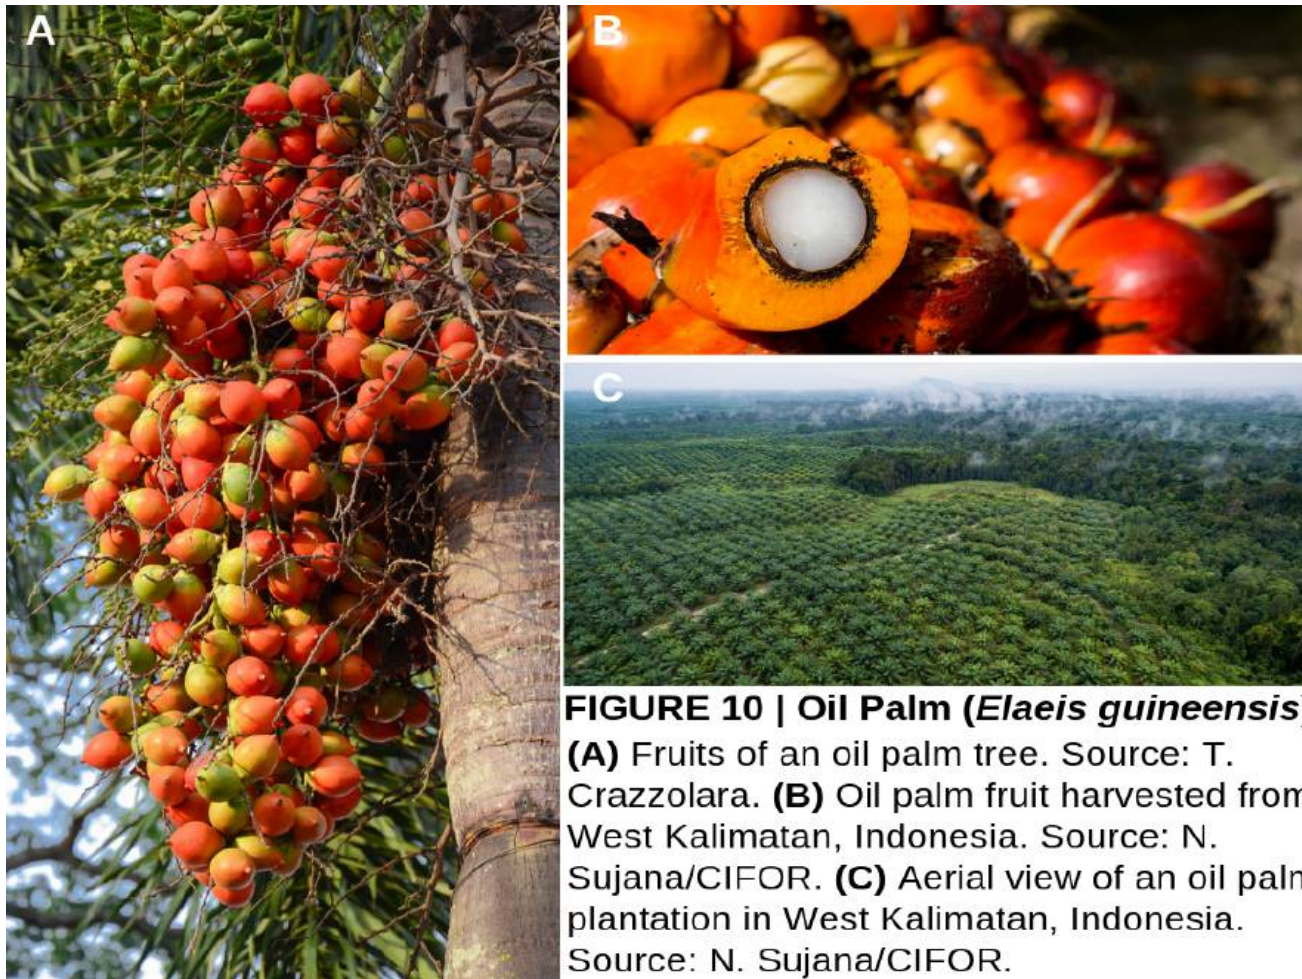 A
B
C
FIGURE 10 | Oil Palm (Elaeis guineensis)
(A) Fruits of an oil palm tree. Source: T.
Crazzolara. (B) Oil palm fruit harvested from
West Kalimatan, Indonesia. Source: N.
Sujana/CIFOR. (C) Aerial view of an oil palm
plantation in West Kalimatan, Indonesia.
Source: N. Sujana/CIFOR.